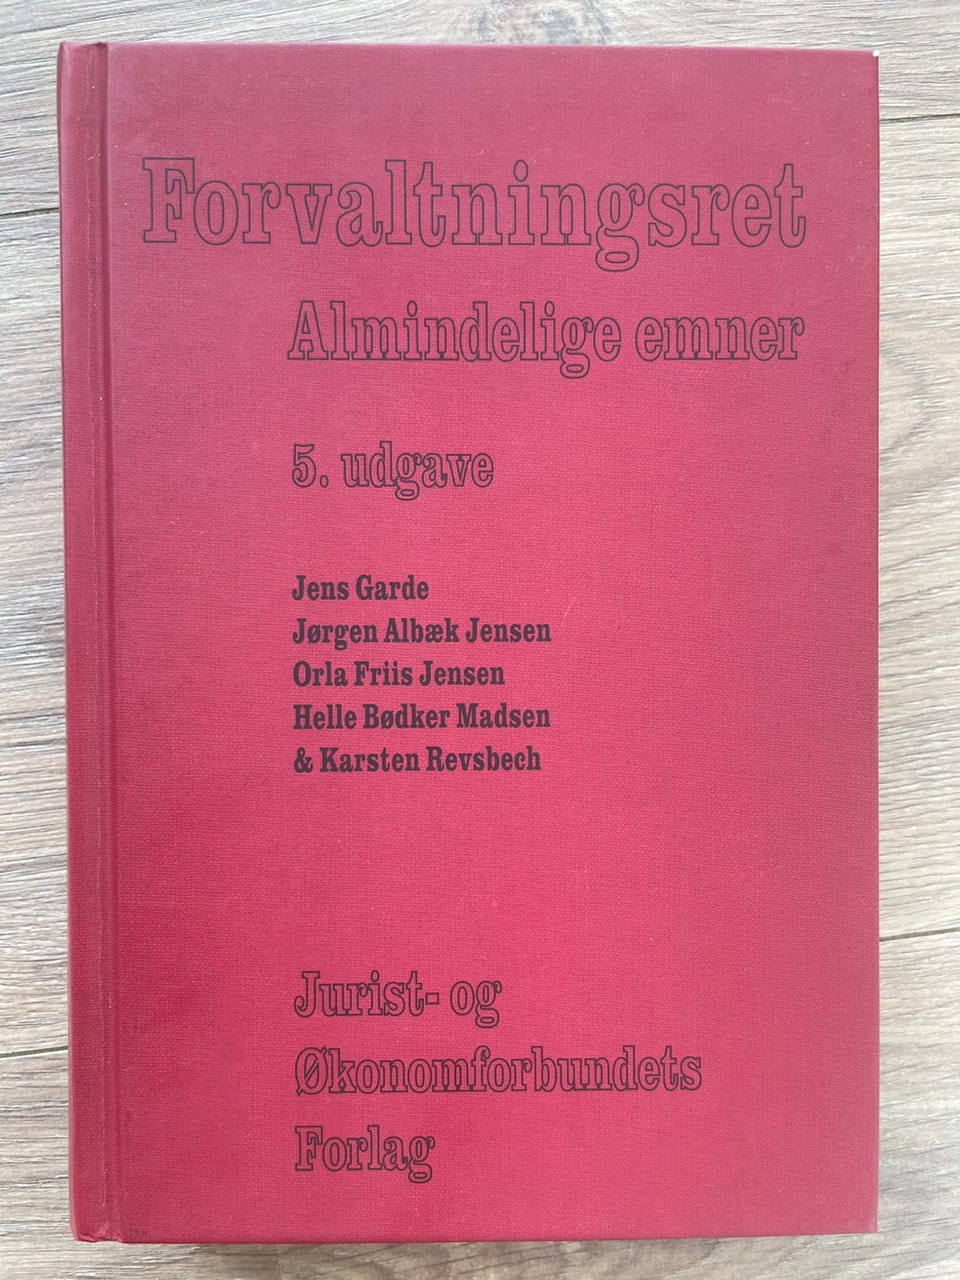 Forvaltningsret
Almindelige emner
5. udgave
Jens Garde
Jørgen Albæk Jensen
Orla Friis Jensen
Helle Bødker Madsen
& Karsten Revsbech
Jurist- og
Økonomforbundets
Forlag